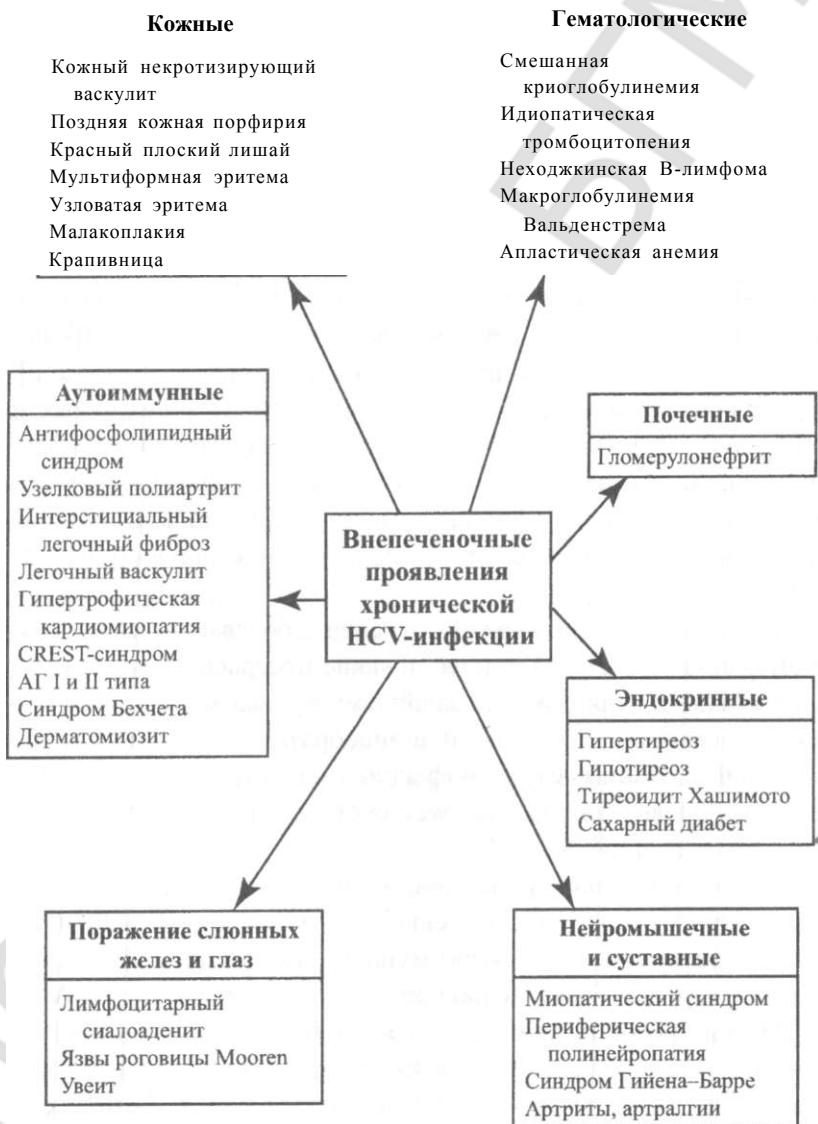 Кожные
Кожный некротизирующий
васкулит
Поздняя кожная порфирия
Красный плоский лишай
Мультиформная эритема
Узловатая эритема
Малакоплакия
Крапивница
Гематологические
Смешанная
криоглобулинемия
Идиопатическая
тромбоцитопения
Неходжкинская В-лимфома
Макроглобулинемия
Вальденстрема
Апластическая анемия
Аутоиммунные
Антифосфолипидный
синдром
Узелковый полиартрит
Интерстициальный
легочный фиброз
Легочный васкулит
Гипертрофическая
кардиомиопатия
CREST-синдром
АГ I и II типа
Синдром Бехчета
Дерматомиозит
Почечные
Гломерулонефрит
Внепеченочные
проявления
хронической
HCV-инфекции
Эндокринные
Гипертиреоз
Гипотиреоз
Тиреоидит Хашимото
Сахарный диабет
Поражение слюнных
желез и глаз
Лимфоцитарный
сиалоаденит
Язвы роговицы Mooren
Увеит
Нейромышечные
и суставные
Миопатический синдром
Периферическая
полинейропатия
Синдром Гийена–Барре
Артриты, артралгии